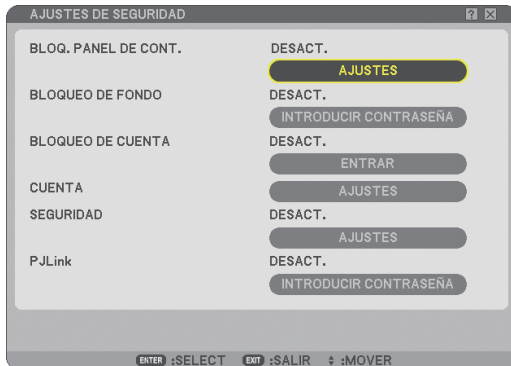 AJUSTES DE SEGURIDAD
BLOQ. PANEL DE CONT. DESACT.
AJUSTES
BLOQUEO DE FONDO DESACT.
INTRODUCIR CONTRASEÑA
BLOQUEO DE CUENTA DESACT.
ENTRAR
CUENTA AJUSTES
SEGURIDAD DESACT.
AJUSTES
PJLink DESACT.
INTRODUCIR CONTRASEÑA
ENTER :SELECT EXIT :SALIR :MOVER